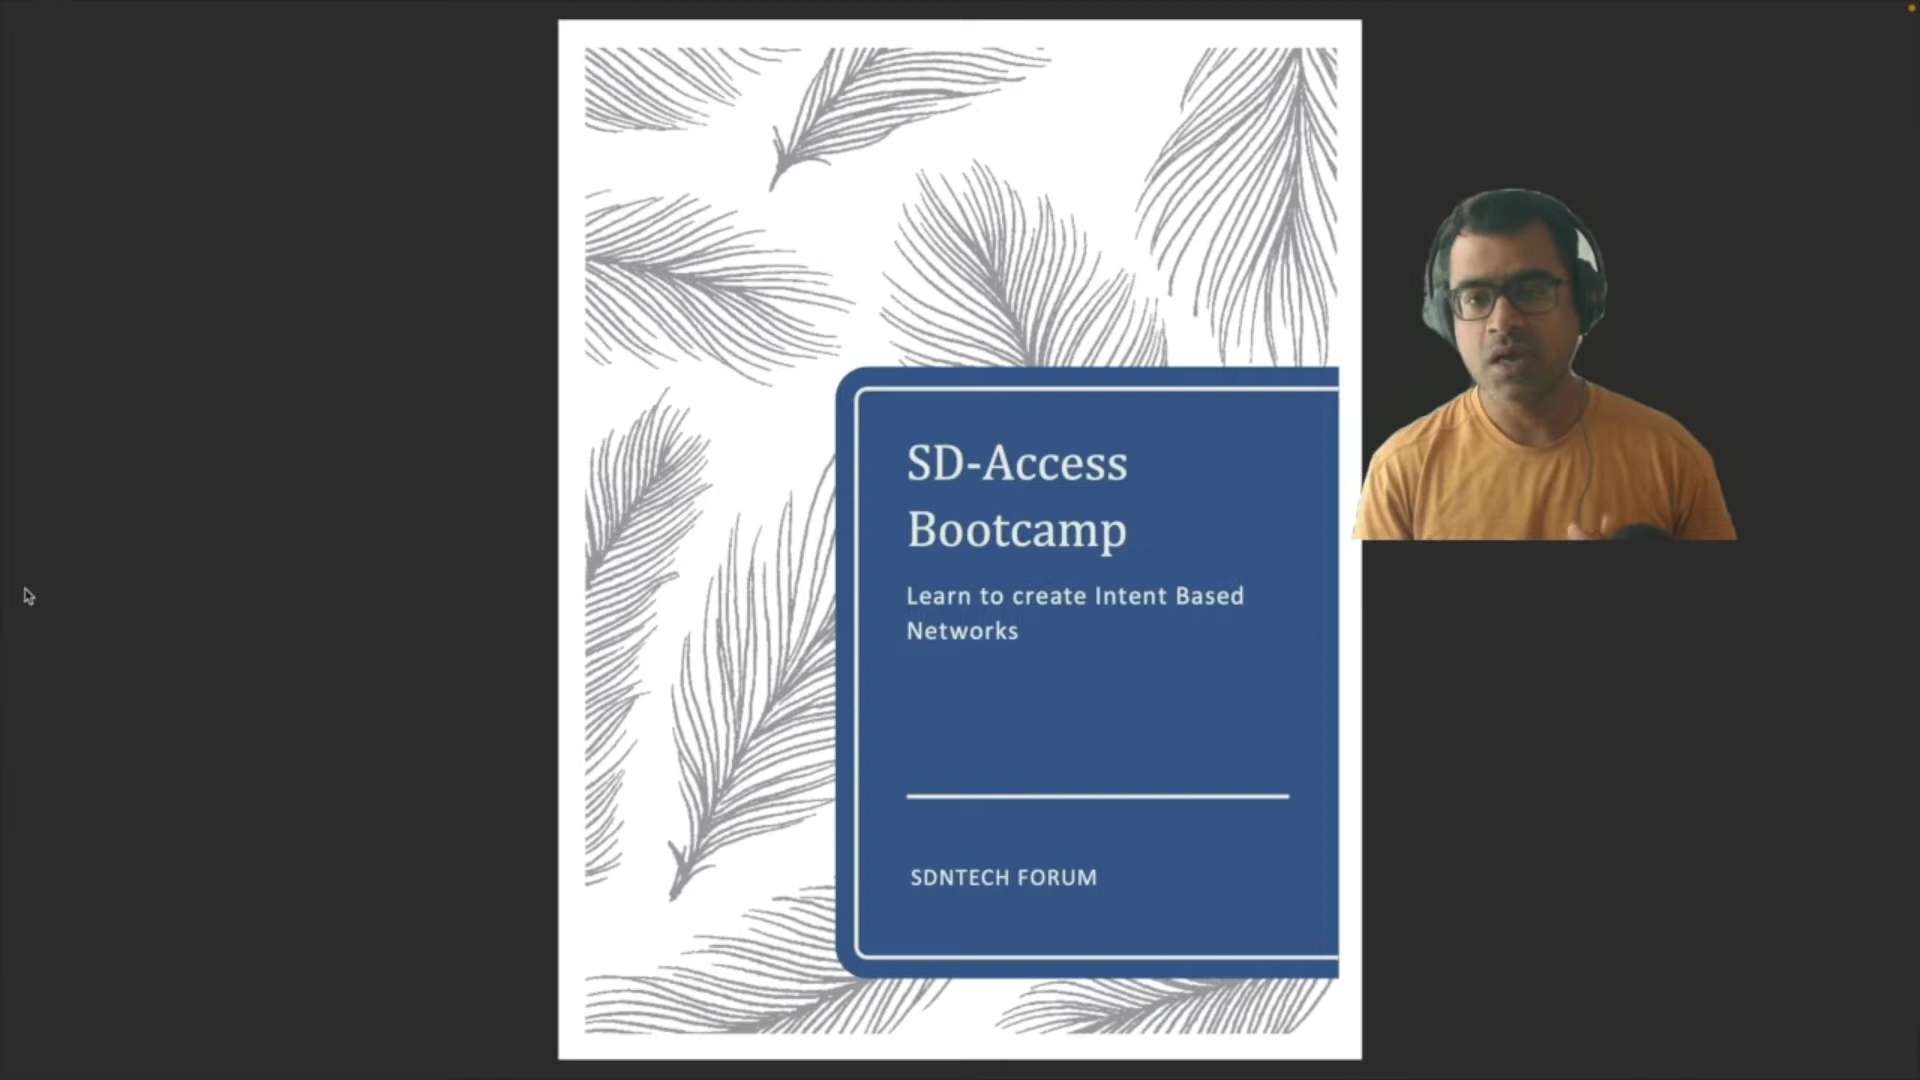 SD-Access
Bootcamp
Learn to create Intent Based
Networks
SDNTECH FORUM